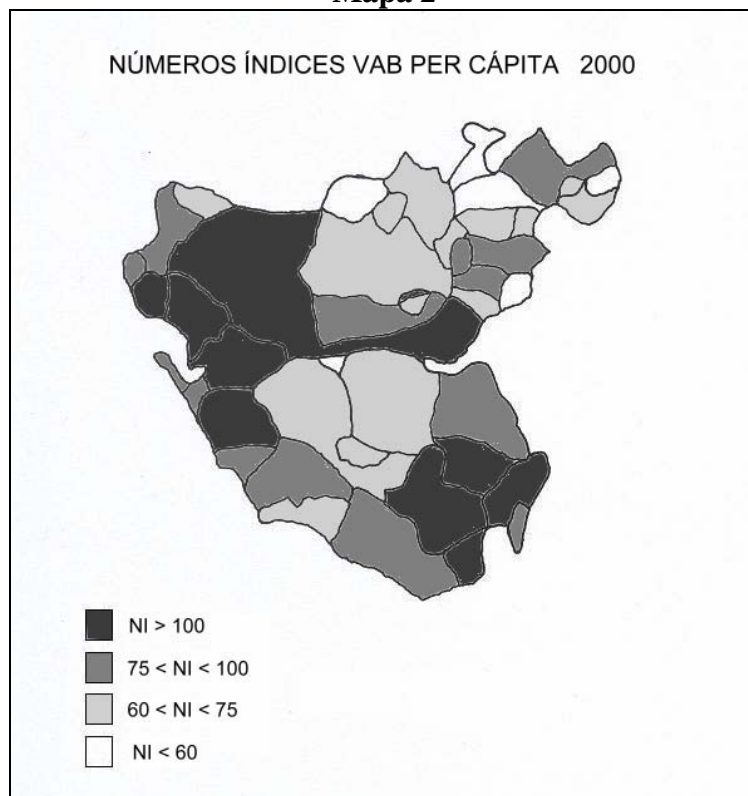 Mapa 2
NÚMEROS ÍNDICES VAB PER CÁPITA 2000
NI > 100
75 < NI < 100
60 < NI < 75
NI < 60